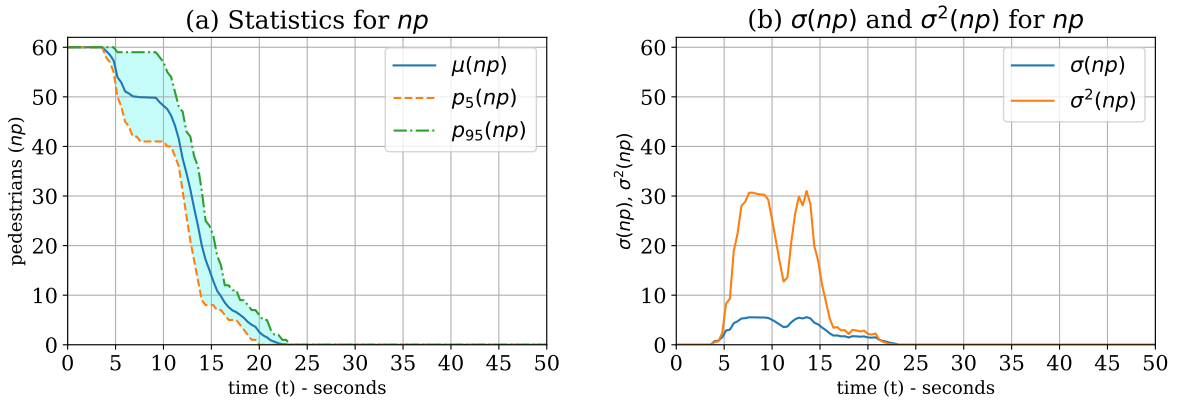 (a) Statistics for np
60
50
40
30
20
10
0
pedestrians (np)
μ(np)
p₅(np)
p₉₅(np)
0 5 10 15 20 25 30 35 40 45 50
time (t) - seconds
(b) σ(np) and σ²(np) for np
60
50
40
30
20
10
0
σ(np), σ²(np)
σ(np)
σ²(np)
0 5 10 15 20 25 30 35 40 45 50
time (t) - seconds